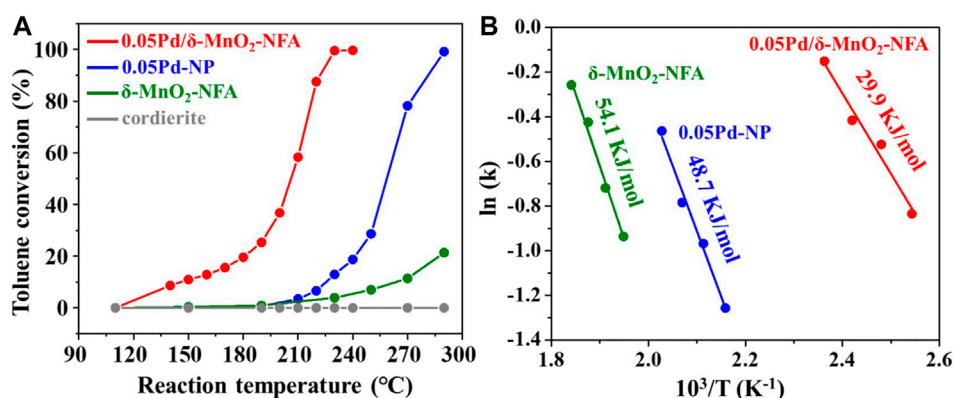 A
Toluene conversion (%)
100
80
60
40
20
0
0.05Pd/δ-MnO₂-NFA
0.05Pd-NP
δ-MnO₂-NFA
cordierite
90 120 150 180 210 240 270 300
Reaction temperature (°C)
B
ln (k)
0.0
-0.2
-0.4
-0.6
-0.8
-1.0
-1.2
-1.4
0.05Pd/δ-MnO₂-NFA
29.9 KJ/mol
δ-MnO₂-NFA
54.1 KJ/mol
0.05Pd-NP
48.7 KJ/mol
1.8 2.0 2.2 2.4 2.6
10³/T (K⁻¹)